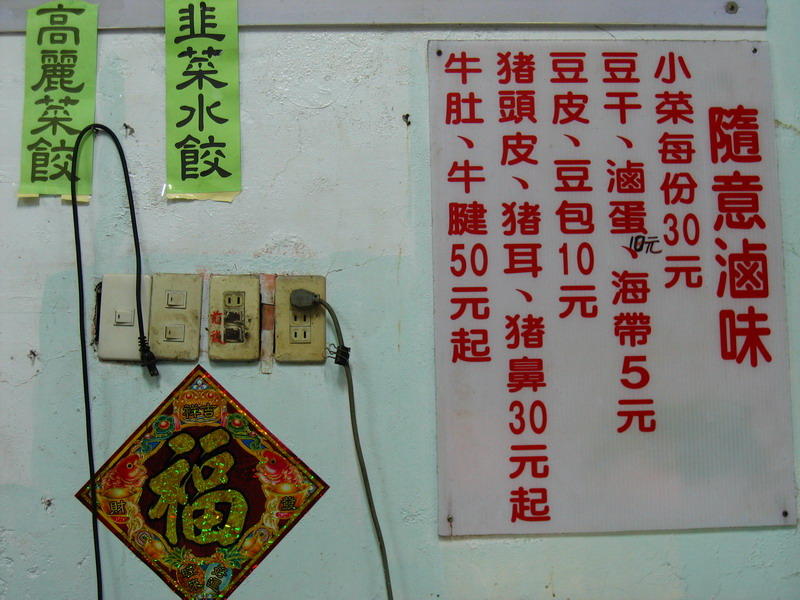 隨意滷味
小菜每份30元
豆干、滷蛋、海帶5元
10元
豆皮、豆包10元
豬頭皮、豬耳、豬鼻30元起
牛肚、牛腱50元起
韭菜水餃
高麗菜餃
吉祥
福
財